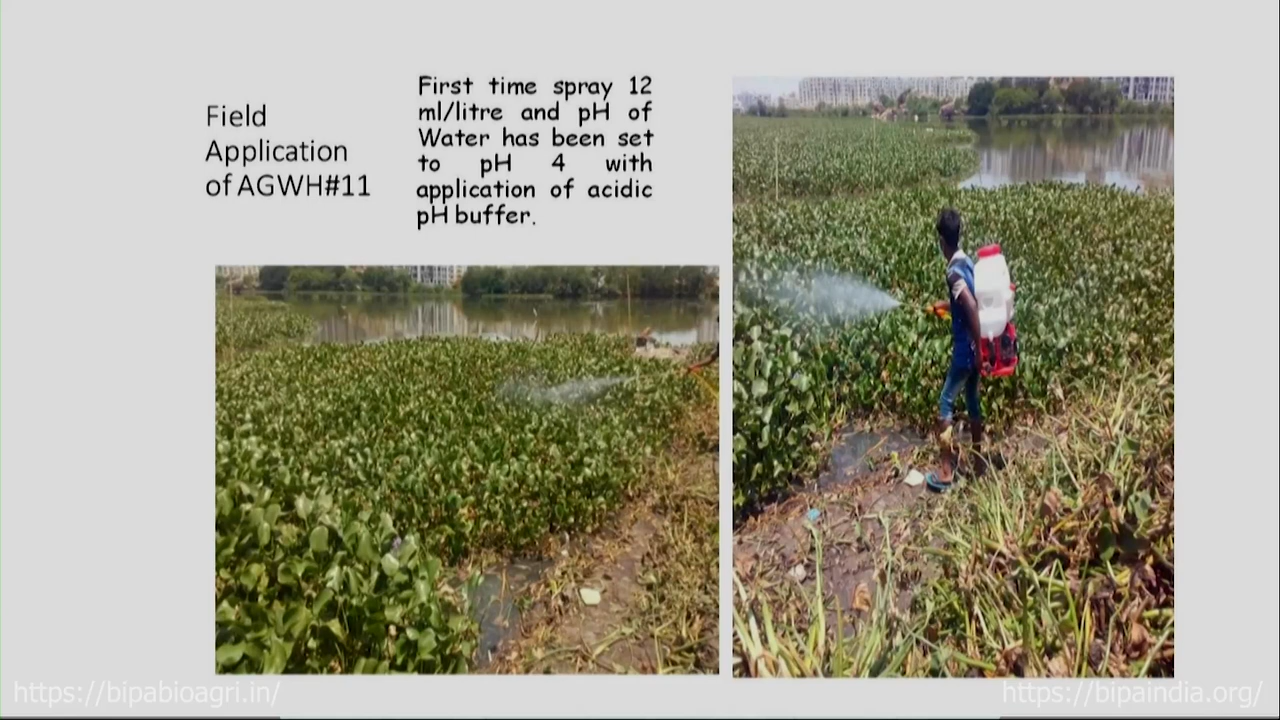 Field
Application
of AGWH#11
First time spray 12
ml/litre and pH of
Water has been set
to pH 4 with
application of acidic
pH buffer.
https://bipabioagri.in/
https://bipaindia.org/